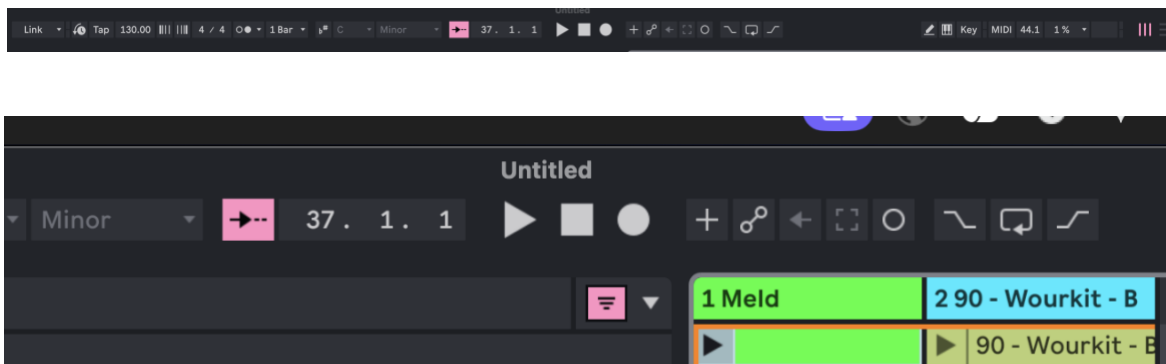 Untitled
Link Tap 130.00 4 / 4 1 Bar C Minor 37. 1. 1 Key MIDI 44.1 1%
Untitled
Minor 37. 1. 1
1 Meld 2 90 - Wourkit - B
90 - Wourkit - B